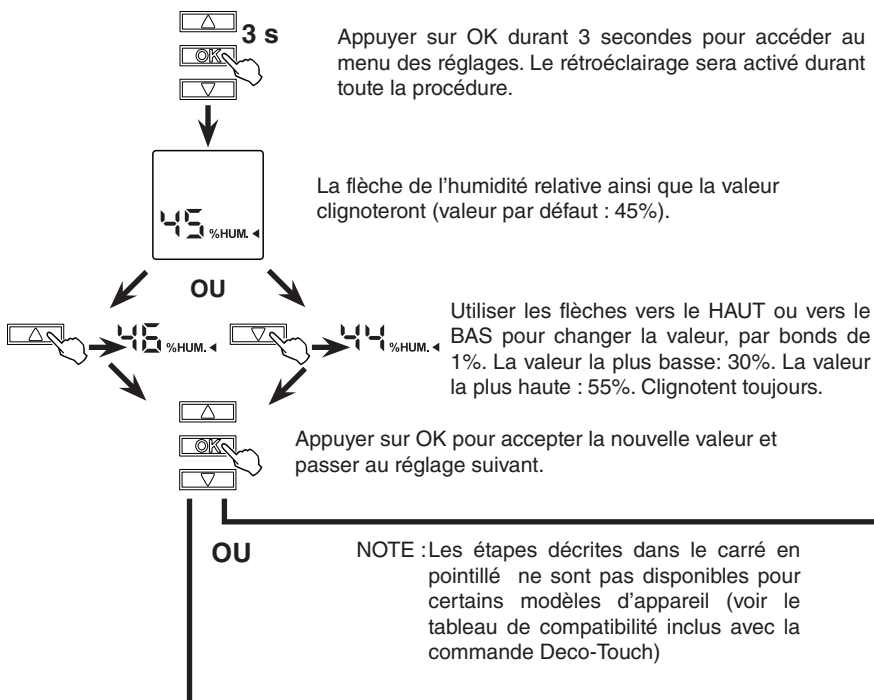 3 s
OK
Appuyer sur OK durant 3 secondes pour accéder au
menu des réglages. Le rétroéclairage sera activé durant
toute la procédure.
45 %HUM.
La flèche de l'humidité relative ainsi que la valeur
clignoteront (valeur par défaut : 45%).
OU
46 %HUM.
44 %HUM.
Utiliser les flèches vers le HAUT ou vers le
BAS pour changer la valeur, par bonds de
1%. La valeur la plus basse: 30%. La valeur
la plus haute : 55%. Clignotent toujours.
OK
Appuyer sur OK pour accepter la nouvelle valeur et
passer au réglage suivant.
OU
NOTE :Les étapes décrites dans le carré en
pointillé ne sont pas disponibles pour
certains modèles d'appareil (voir le
tableau de compatibilité inclus avec la
commande Deco-Touch)